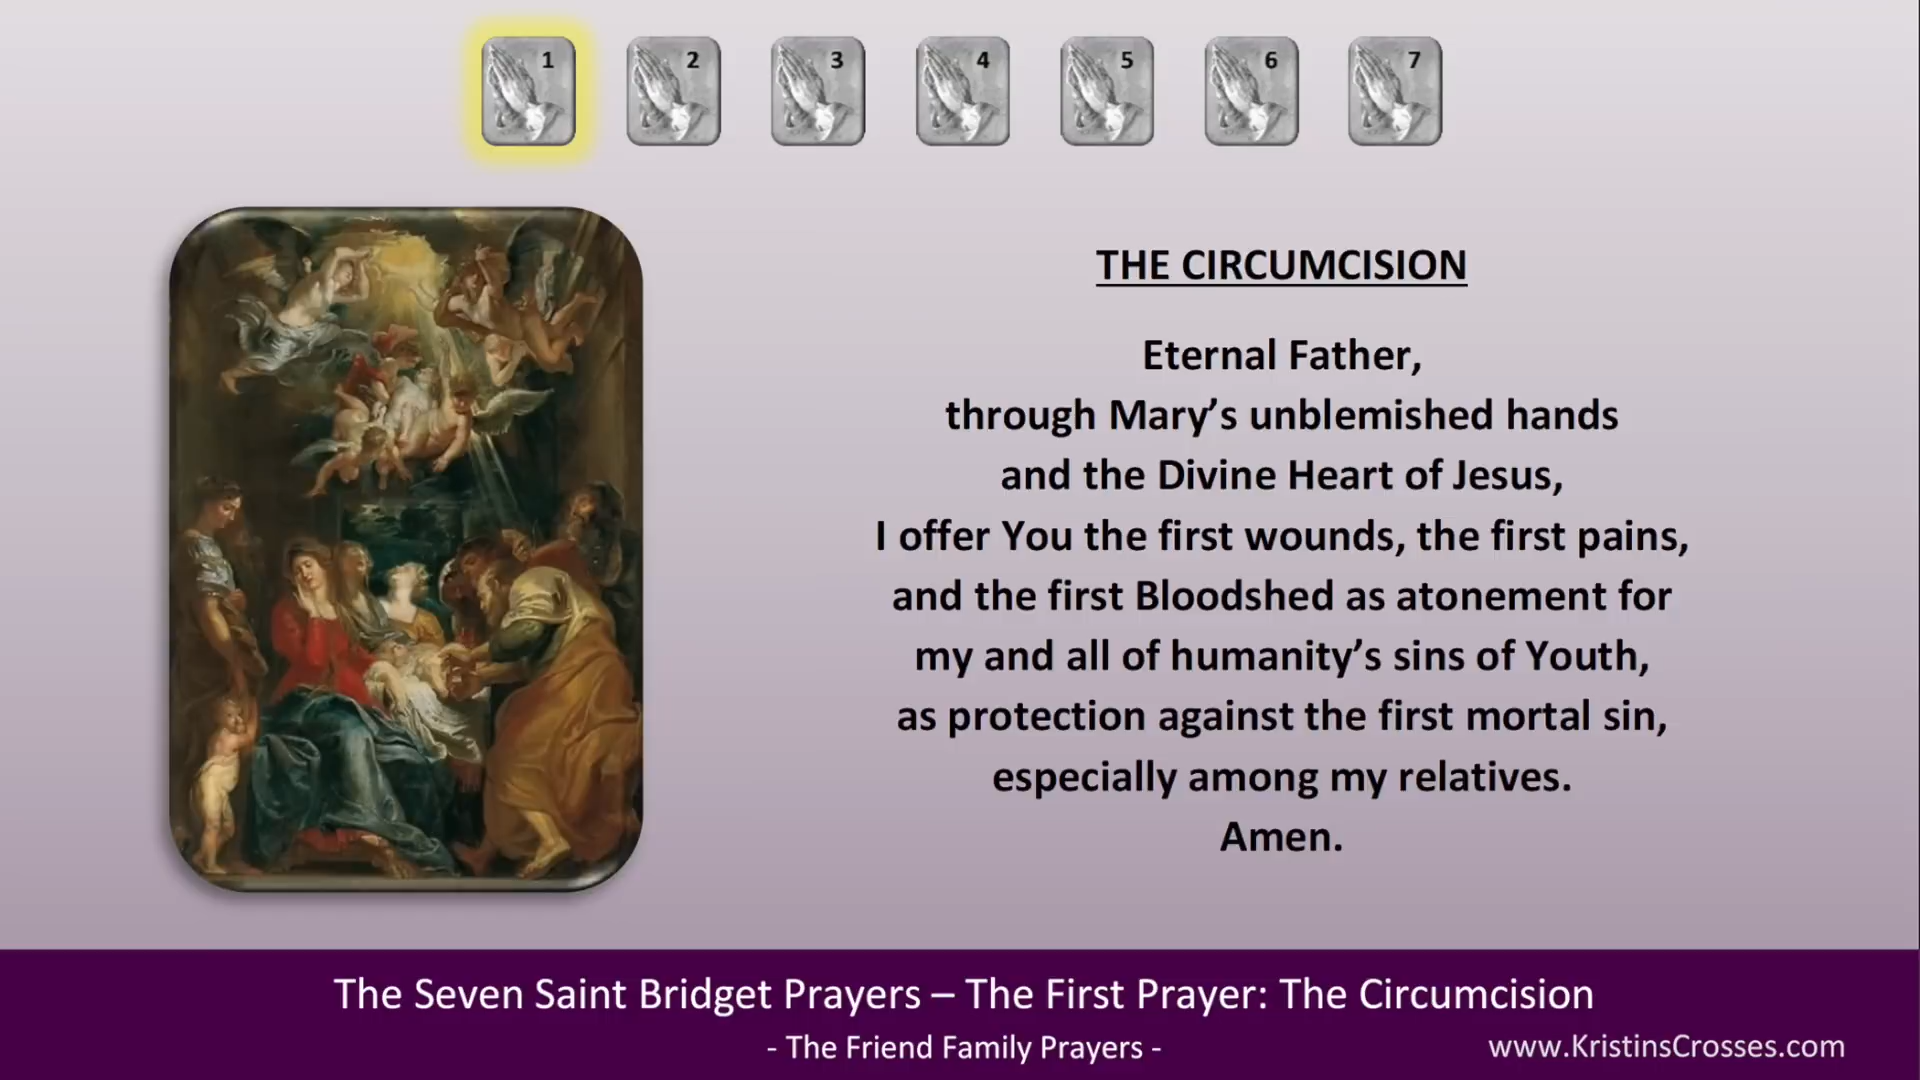 1 2 3 4 5 6 7
THE CIRCUMCISION
Eternal Father,
through Mary’s unblemished hands
and the Divine Heart of Jesus,
I offer You the first wounds, the first pains,
and the first Bloodshed as atonement for
my and all of humanity’s sins of Youth,
as protection against the first mortal sin,
especially among my relatives.
Amen.
The Seven Saint Bridget Prayers – The First Prayer: The Circumcision
- The Friend Family Prayers -
www.KristinsCrosses.com